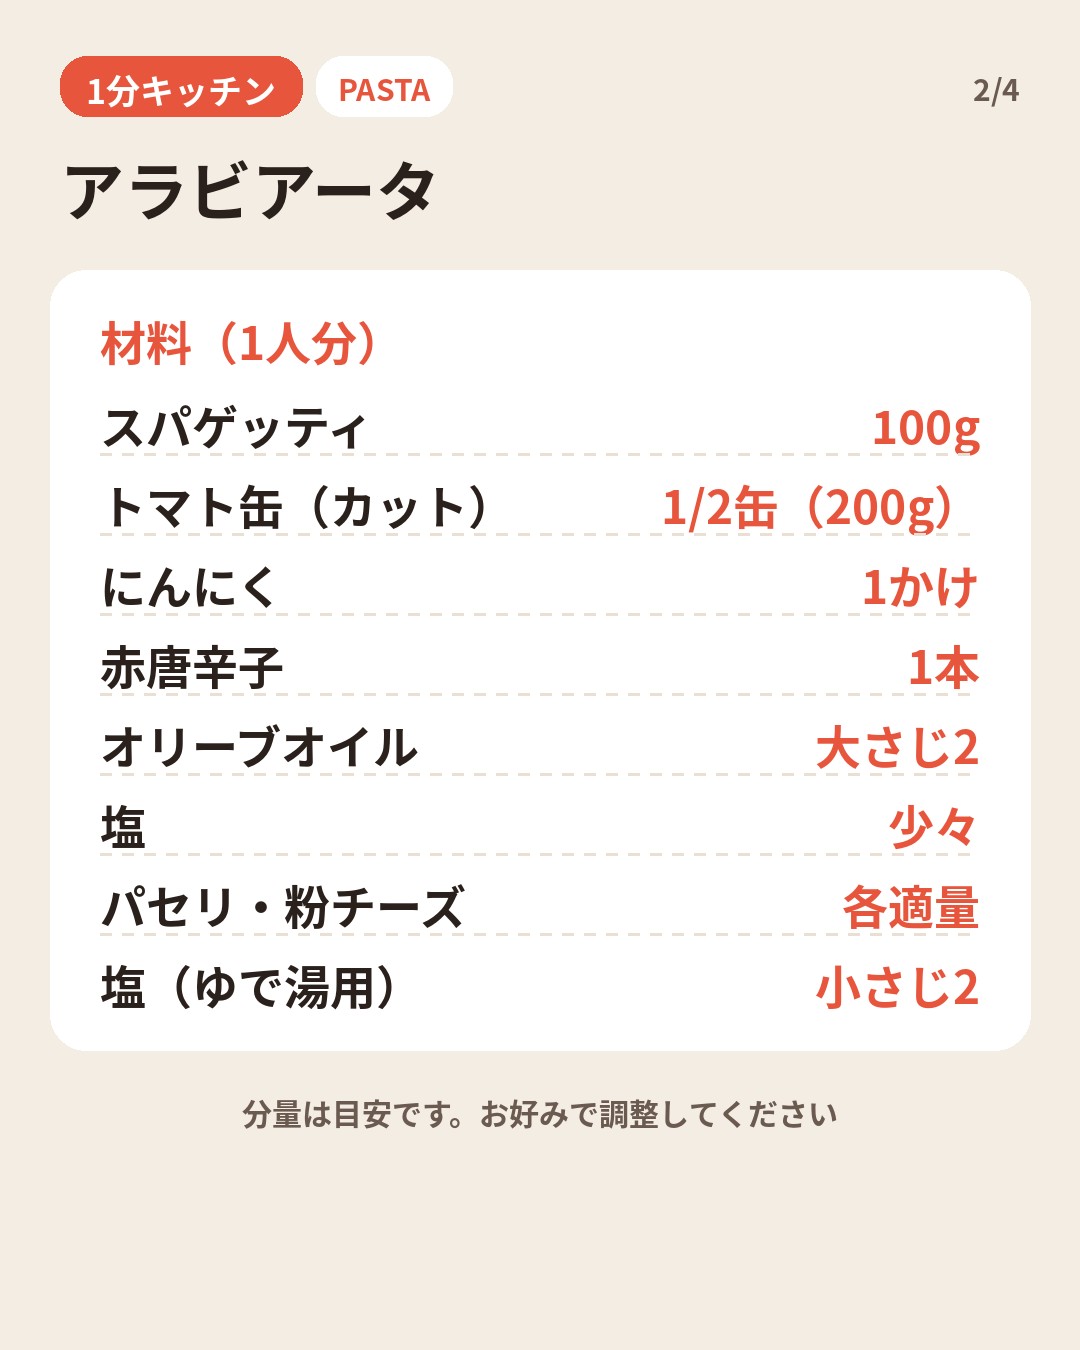 1分キッチン PASTA 2/4
アラビアータ
材料（1人分）
スパゲッティ 100g
トマト缶（カット） 1/2缶（200g）
にんにく 1かけ
赤唐辛子 1本
オリーブオイル 大さじ2
塩 少々
パセリ・粉チーズ 各適量
塩（ゆで湯用） 小さじ2
分量は目安です。お好みで調整してください